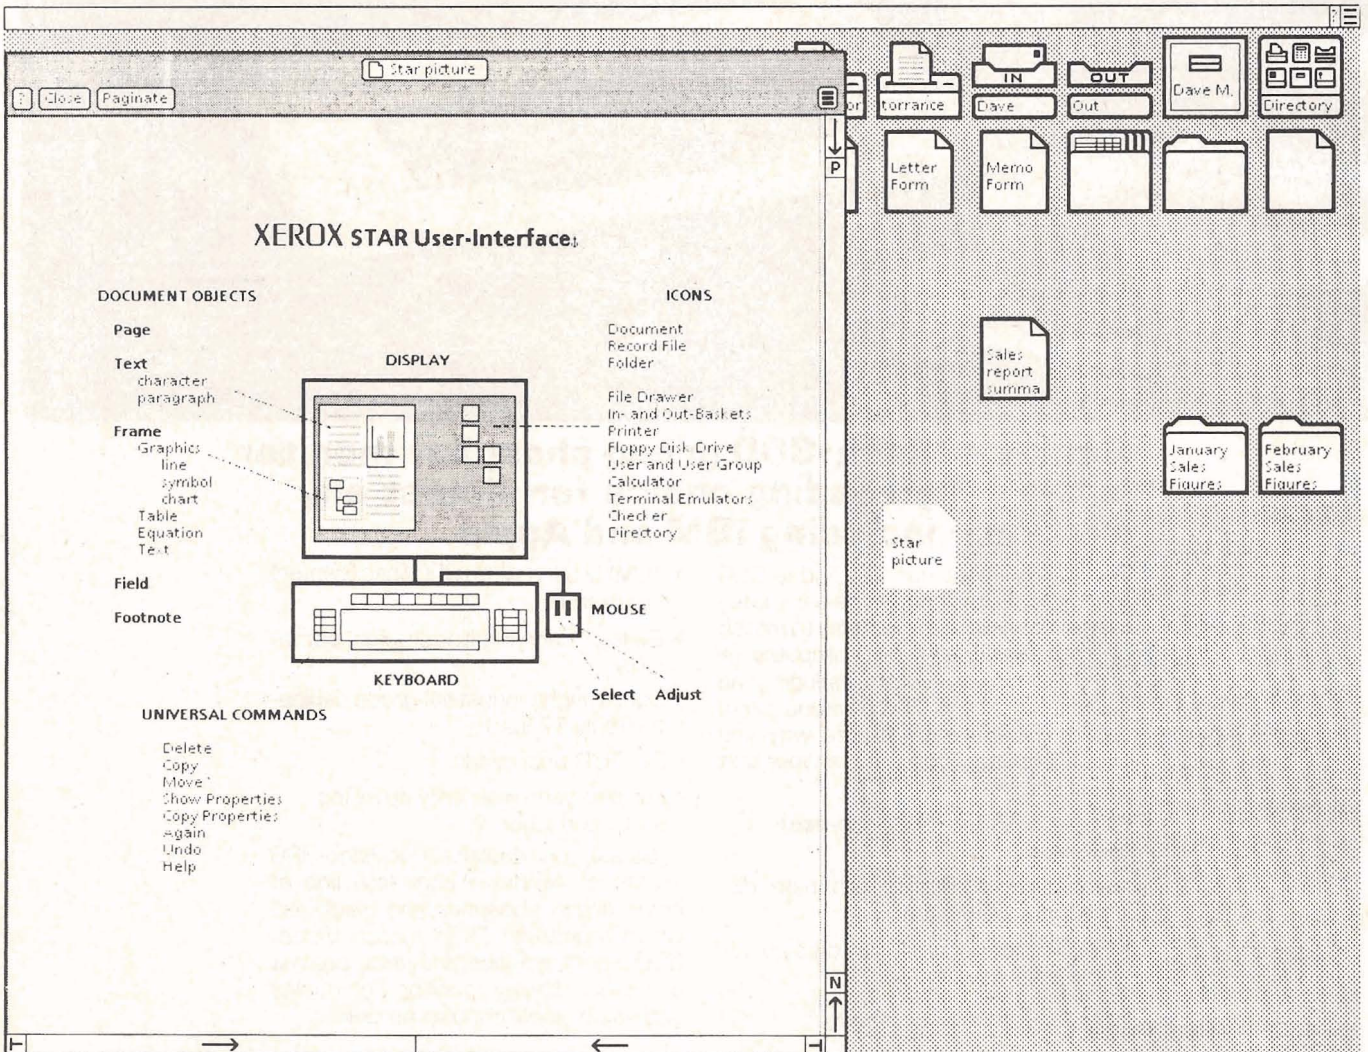 ?
Star picture
? Close Paginate
P
N
XEROX STAR User-Interface
DOCUMENT OBJECTS
Page
Text
character
paragraph
Frame
Graphics
line
symbol
chart
Table
Equation
Text
Field
Footnote
DISPLAY
ICONS
Document
Record File
Folder
File Drawer
In- and Out-Baskets
Printer
Floppy Disk Drive
User and User Group
Calculator
Terminal Emulators
Checker
Directory
MOUSE
KEYBOARD
Select Adjust
UNIVERSAL COMMANDS
Delete
Copy
Move
Show Properties
Copy Properties
Again
Undo
Help
torrance
IN
Dave
OUT
Out
Dave M.
Directory
Letter
Form
Memo
Form
Sales
report
summa
January
Sales
Figures
February
Sales
Figures
Star
picture